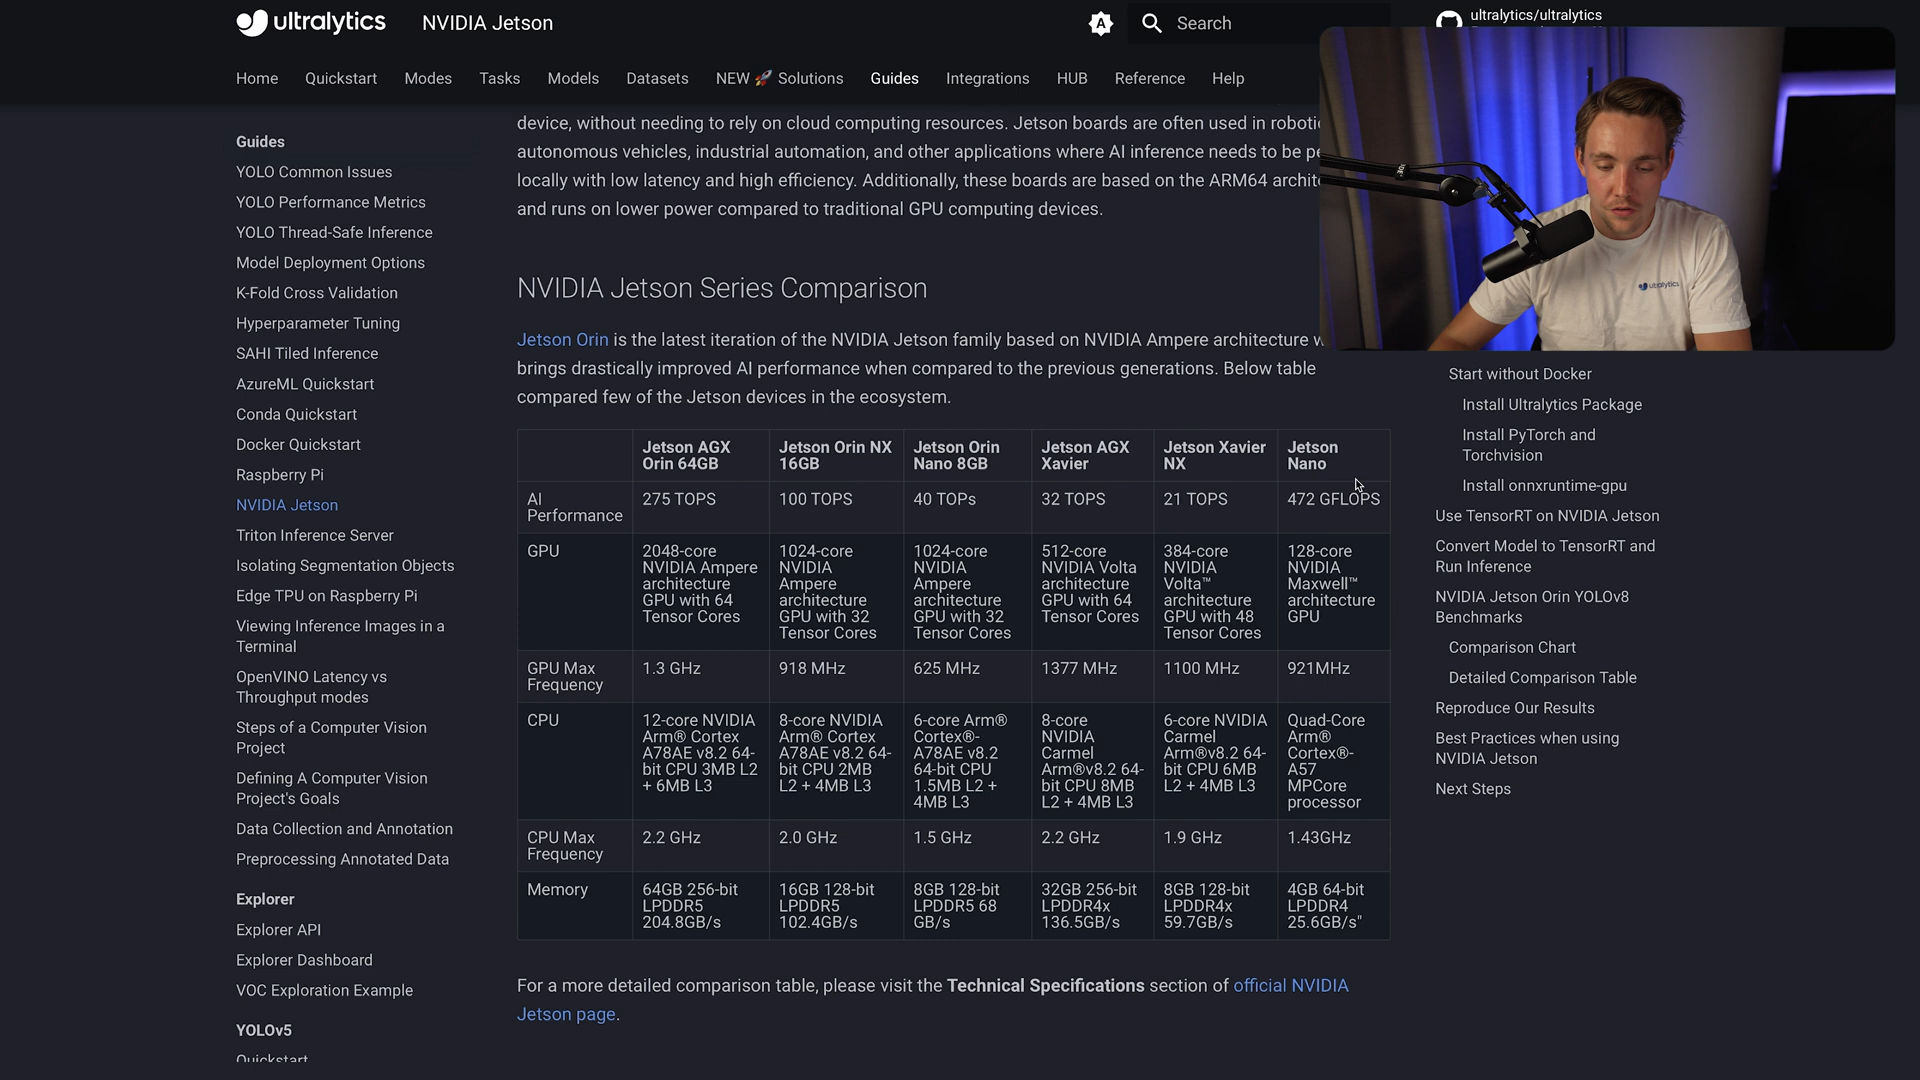 ultralytics
NVIDIA Jetson
A
Search
ultralytics/ultralytics
Home Quickstart Modes Tasks Models Datasets NEW 🚀 Solutions Guides Integrations HUB Reference Help
Guides
YOLO Common Issues
YOLO Performance Metrics
YOLO Thread-Safe Inference
Model Deployment Options
K-Fold Cross Validation
Hyperparameter Tuning
SAHI Tiled Inference
AzureML Quickstart
Conda Quickstart
Docker Quickstart
Raspberry Pi
NVIDIA Jetson
Triton Inference Server
Isolating Segmentation Objects
Edge TPU on Raspberry Pi
Viewing Inference Images in a
Terminal
OpenVINO Latency vs
Throughput modes
Steps of a Computer Vision
Project
Defining A Computer Vision
Project's Goals
Data Collection and Annotation
Preprocessing Annotated Data
Explorer
Explorer API
Explorer Dashboard
VOC Exploration Example
YOLOv5
Quickstart
device, without needing to rely on cloud computing resources. Jetson boards are often used in roboti
autonomous vehicles, industrial automation, and other applications where AI inference needs to be pe
locally with low latency and high efficiency. Additionally, these boards are based on the ARM64 archit
and runs on lower power compared to traditional GPU computing devices.
NVIDIA Jetson Series Comparison
Jetson Orin is the latest iteration of the NVIDIA Jetson family based on NVIDIA Ampere architecture w
brings drastically improved AI performance when compared to the previous generations. Below table
compared few of the Jetson devices in the ecosystem.
Jetson AGX
Orin 64GB
Jetson Orin NX
16GB
Jetson Orin
Nano 8GB
Jetson AGX
Xavier
Jetson Xavier
NX
Jetson
Nano
AI
Performance
275 TOPS
100 TOPS
40 TOPs
32 TOPS
21 TOPS
472 GFLOPS
GPU
2048-core
NVIDIA Ampere
architecture
GPU with 64
Tensor Cores
1024-core
NVIDIA
Ampere
architecture
GPU with 32
Tensor Cores
1024-core
NVIDIA
Ampere
architecture
GPU with 32
Tensor Cores
512-core
NVIDIA Volta
architecture
GPU with 64
Tensor Cores
384-core
NVIDIA
Volta™
architecture
GPU with 48
Tensor Cores
128-core
NVIDIA
Maxwell™
architecture
GPU
GPU Max
Frequency
1.3 GHz
918 MHz
625 MHz
1377 MHz
1100 MHz
921MHz
CPU
12-core NVIDIA
Arm® Cortex
A78AE v8.2 64-
bit CPU 3MB L2
+ 6MB L3
8-core NVIDIA
Arm® Cortex
A78AE v8.2 64-
bit CPU 2MB
L2 + 4MB L3
6-core Arm®
Cortex®-
A78AE v8.2
64-bit CPU
1.5MB L2 +
4MB L3
8-core
NVIDIA
Carmel
Arm®v8.2 64-
bit CPU 8MB
L2 + 4MB L3
6-core NVIDIA
Carmel
Arm®v8.2 64-
bit CPU 6MB
L2 + 4MB L3
Quad-Core
Arm®
Cortex®-
A57
MPCore
processor
CPU Max
Frequency
2.2 GHz
2.0 GHz
1.5 GHz
2.2 GHz
1.9 GHz
1.43GHz
Memory
64GB 256-bit
LPDDR5
204.8GB/s
16GB 128-bit
LPDDR5
102.4GB/s
8GB 128-bit
LPDDR5 68
GB/s
32GB 256-bit
LPDDR4x
136.5GB/s
8GB 128-bit
LPDDR4x
59.7GB/s
4GB 64-bit
LPDDR4
25.6GB/s"
For a more detailed comparison table, please visit the Technical Specifications section of official NVIDIA
Jetson page.
ultralytics
Start without Docker
Install Ultralytics Package
Install PyTorch and
Torchvision
Install onnxruntime-gpu
Use TensorRT on NVIDIA Jetson
Convert Model to TensorRT and
Run Inference
NVIDIA Jetson Orin YOLOv8
Benchmarks
Comparison Chart
Detailed Comparison Table
Reproduce Our Results
Best Practices when using
NVIDIA Jetson
Next Steps